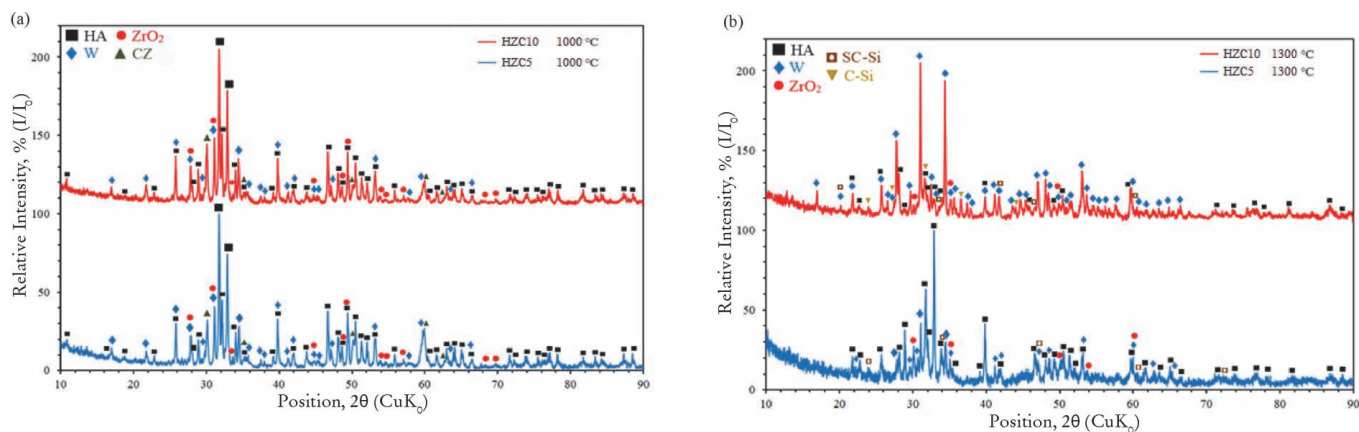 (a)
HA
ZrO₂
W
CZ
HZC10 1000 °C
HZC5 1000 °C
Relative Intensity, % (I/I₀)
200
150
100
50
0
10 20 30 40 50 60 70 80 90
Position, 2θ (CuK₀)
(b)
HA
SC-Si
W
C-Si
ZrO₂
HZC10 1300 °C
HZC5 1300 °C
Relative Intensity, % (I/I₀)
200
150
100
50
0
10 20 30 40 50 60 70 80 90
Position, 2θ (CuK₀)